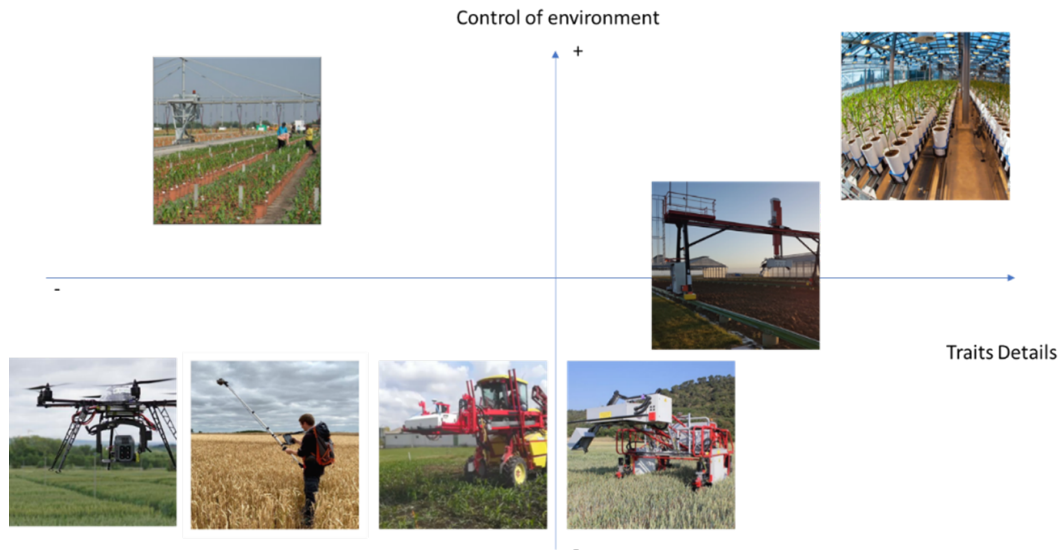 Control of environment
+
-
Traits Details
-